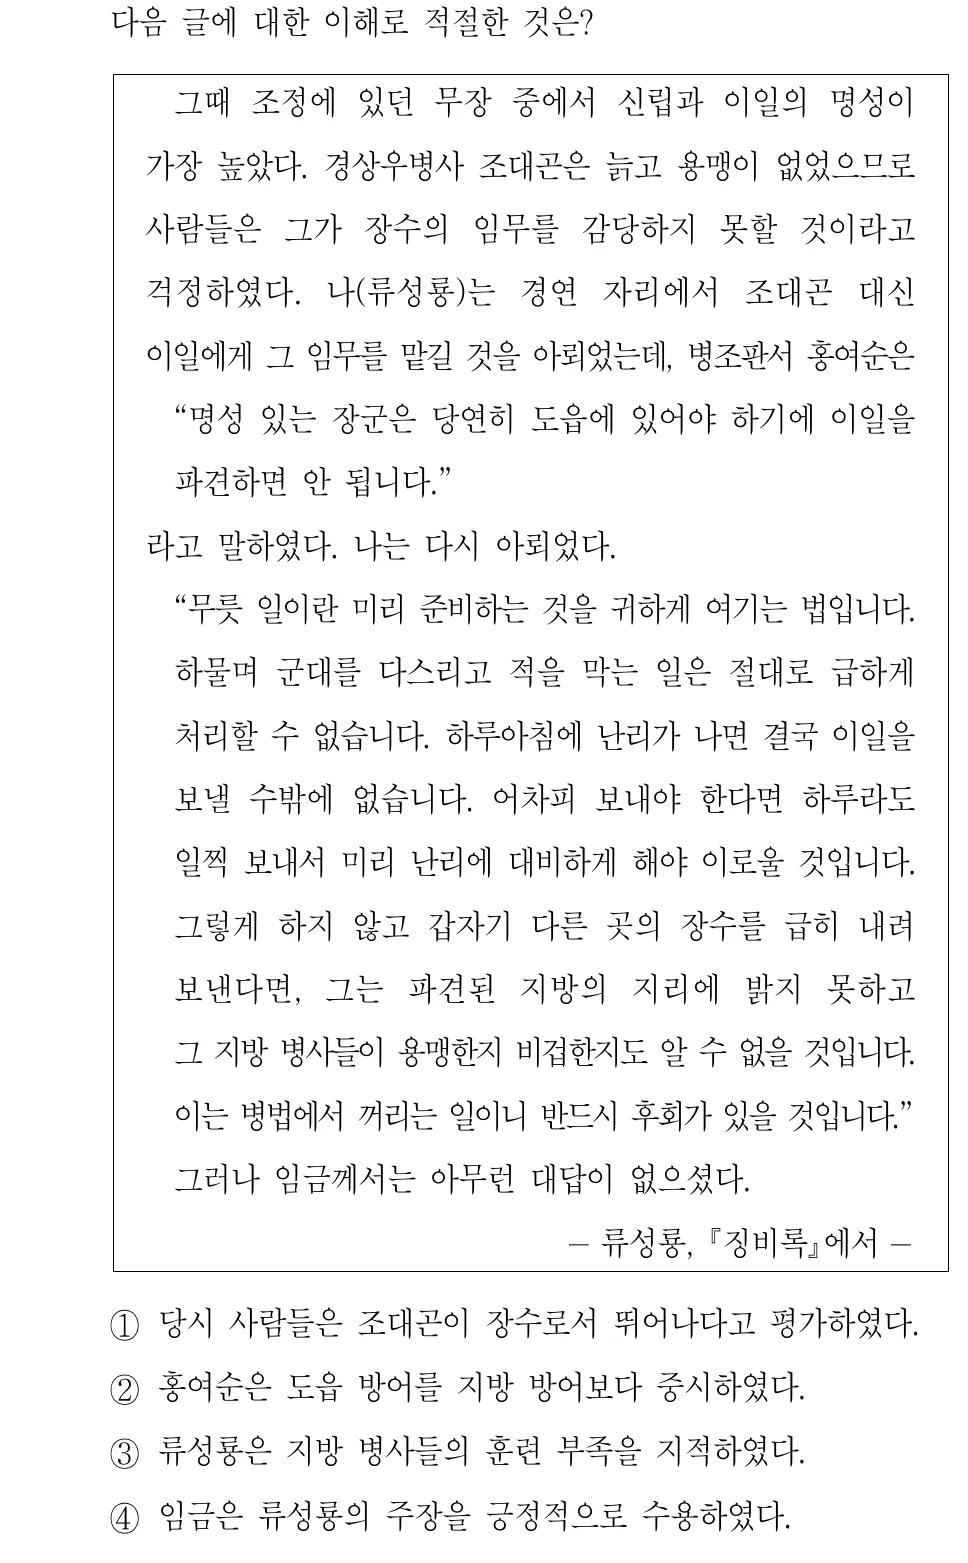 다음 글에 대한 이해로 적절한 것은?
그때 조정에 있던 무장 중에서 신립과 이일의 명성이
가장 높았다. 경상우병사 조대곤은 늙고 용맹이 없었으므로
사람들은 그가 장수의 임무를 감당하지 못할 것이라고
걱정하였다. 나(류성룡)는 경연 자리에서 조대곤 대신
이일에게 그 임무를 맡길 것을 아뢰었는데, 병조판서 홍여순은
“명성 있는 장군은 당연히 도읍에 있어야 하기에 이일을
파견하면 안 됩니다.”
라고 말하였다. 나는 다시 아뢰었다.
“무릇 일이란 미리 준비하는 것을 귀하게 여기는 법입니다.
하물며 군대를 다스리고 적을 막는 일은 절대로 급하게
처리할 수 없습니다. 하루아침에 난리가 나면 결국 이일을
보낼 수밖에 없습니다. 어차피 보내야 한다면 하루라도
일찍 보내서 미리 난리에 대비하게 해야 이로울 것입니다.
그렇게 하지 않고 갑자기 다른 곳의 장수를 급히 내려
보낸다면, 그는 파견된 지방의 지리에 밝지 못하고
그 지방 병사들이 용맹한지 비겁한지도 알 수 없을 것입니다.
이는 병법에서 꺼리는 일이니 반드시 후회가 있을 것입니다.”
그러나 임금께서는 아무런 대답이 없으셨다.
– 류성룡, 『징비록』에서 –
① 당시 사람들은 조대곤이 장수로서 뛰어나다고 평가하였다.
② 홍여순은 도읍 방어를 지방 방어보다 중시하였다.
③ 류성룡은 지방 병사들의 훈련 부족을 지적하였다.
④ 임금은 류성룡의 주장을 긍정적으로 수용하였다.